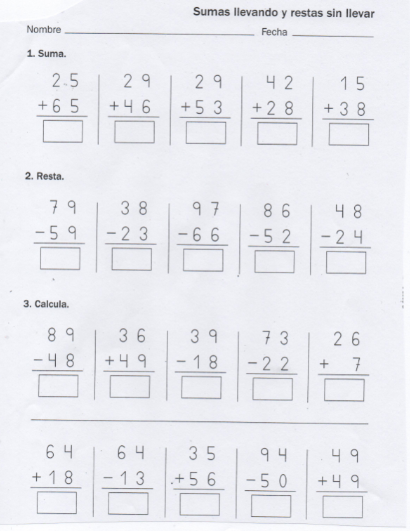 Sumas llevando y restas sin llevar
Nombre Fecha
1. Suma.
25 29 29 42 15
+65 +46 +53 +28 +38
2. Resta.
79 38 97 86 48
-59 -23 -66 -52 -24
3. Calcula.
89 36 39 73 26
-48 +49 -18 -22 + 7
64 64 35 94 49
+18 -13 +56 -50 +49